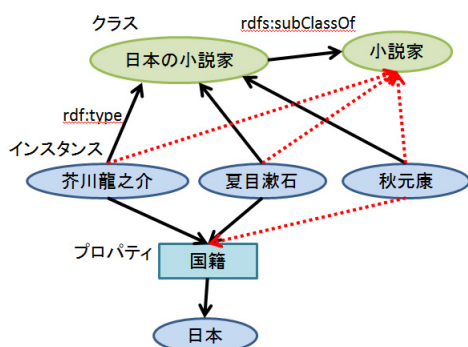 クラス
rdfs:subClassOf
日本の小説家
小説家
rdf:type
インスタンス
芥川龍之介
夏目漱石
秋元康
プロパティ
国籍
日本